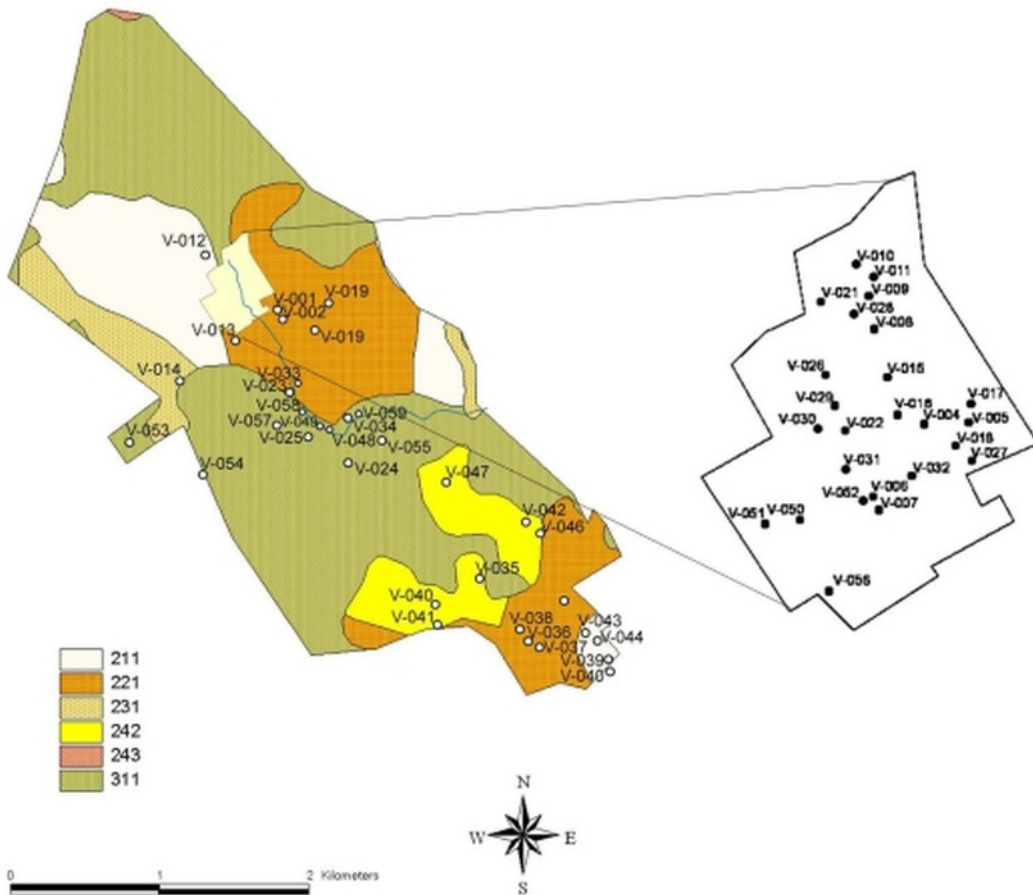 V-012
V-001
V-019
V-002
V-013
V-019
V-014
V-033
V-023
V-058
V-059
V-057
V-049
V-034
V-025
V-048
V-055
V-053
V-024
V-054
V-047
V-042
V-046
V-035
V-040
V-041
V-038
V-043
V-036
V-044
V-037
V-039
V-040
V-010
V-011
V-009
V-021
V-028
V-008
V-026
V-015
V-029
V-017
V-016
V-004
V-005
V-030
V-022
V-018
V-027
V-031
V-032
V-052
V-006
V-007
V-051
V-050
V-056
211
221
231
242
243
311
N
W
E
S
0 1 2 Kilometers